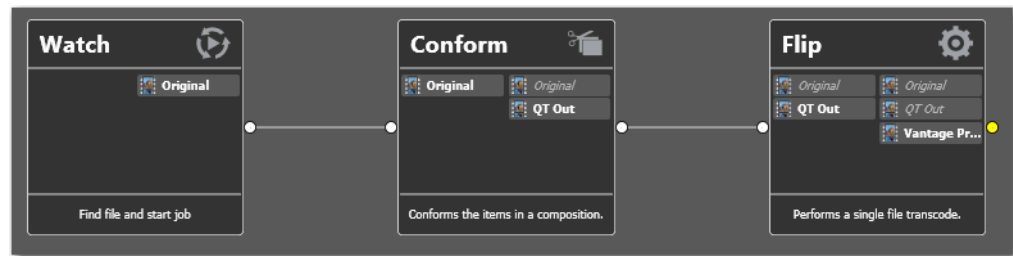 Watch
Original
Find file and start job
Conform
Original
Original
QT Out
Conforms the items in a composition.
Flip
Original
Original
QT Out
QT Out
Vantage Pr...
Performs a single file transcode.